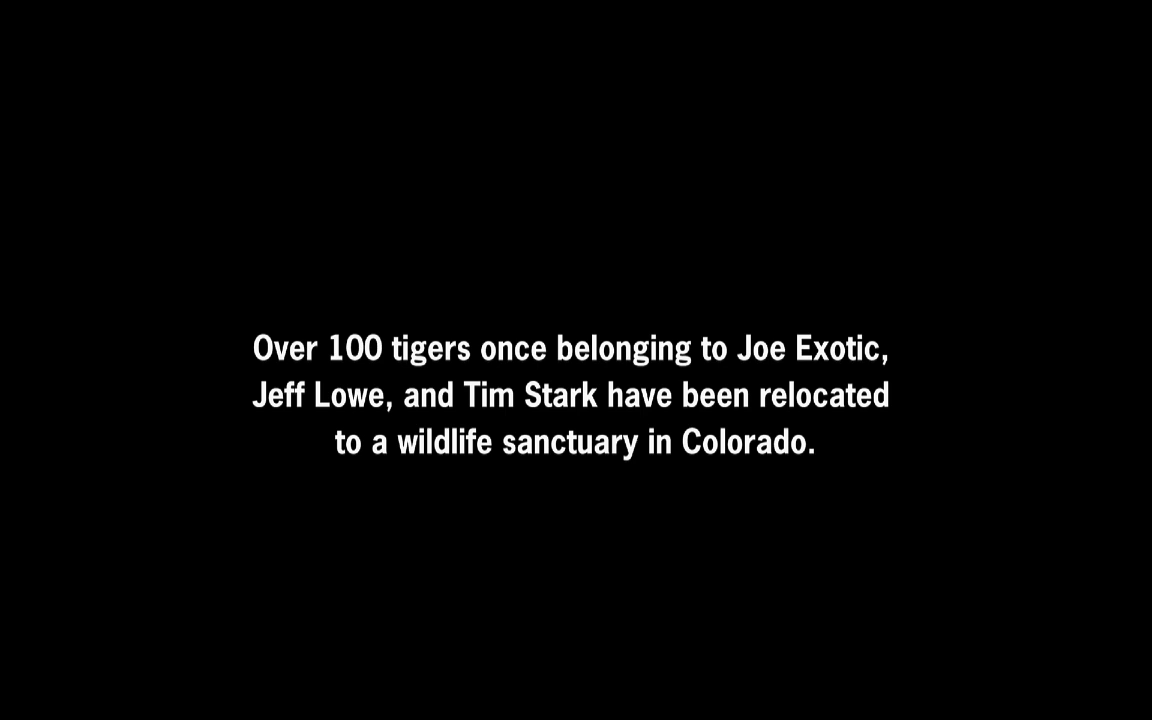 Over 100 tigers once belonging to Joe Exotic,
Jeff Lowe, and Tim Stark have been relocated
to a wildlife sanctuary in Colorado.